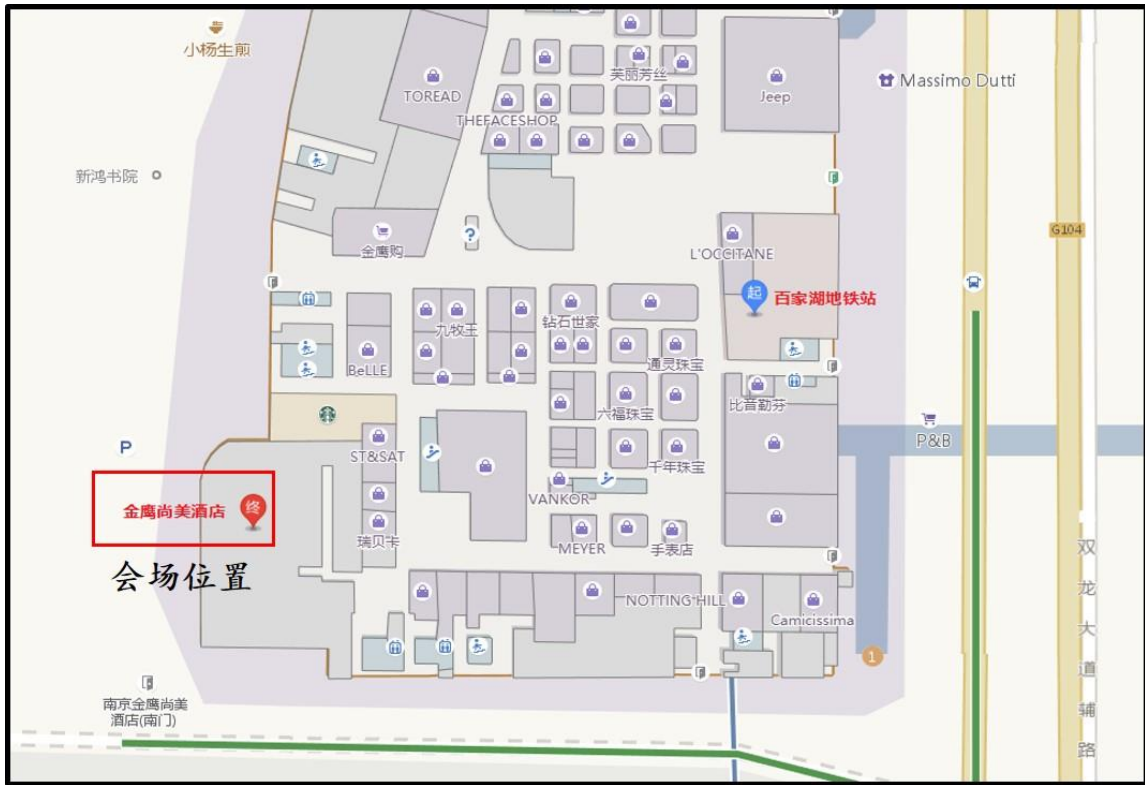 小杨生煎
TOREAD
芙丽芳丝
Jeep
Massimo Dutti
THEFACESHOP
新鸿书院
金鹰购
?
L'OCCITANE
G104
起
百家湖地铁站
九牧王
钻石世家
BeLLE
通灵珠宝
六福珠宝
比音勒芬
P
ST&SAT
P&B
千年珠宝
VANKOR
金鹰尚美酒店
终
瑞贝卡
MEYER
手表店
会场位置
NOTTING HILL
Camicissima
双龙大道辅路
1
南京金鹰尚美
酒店(南门)